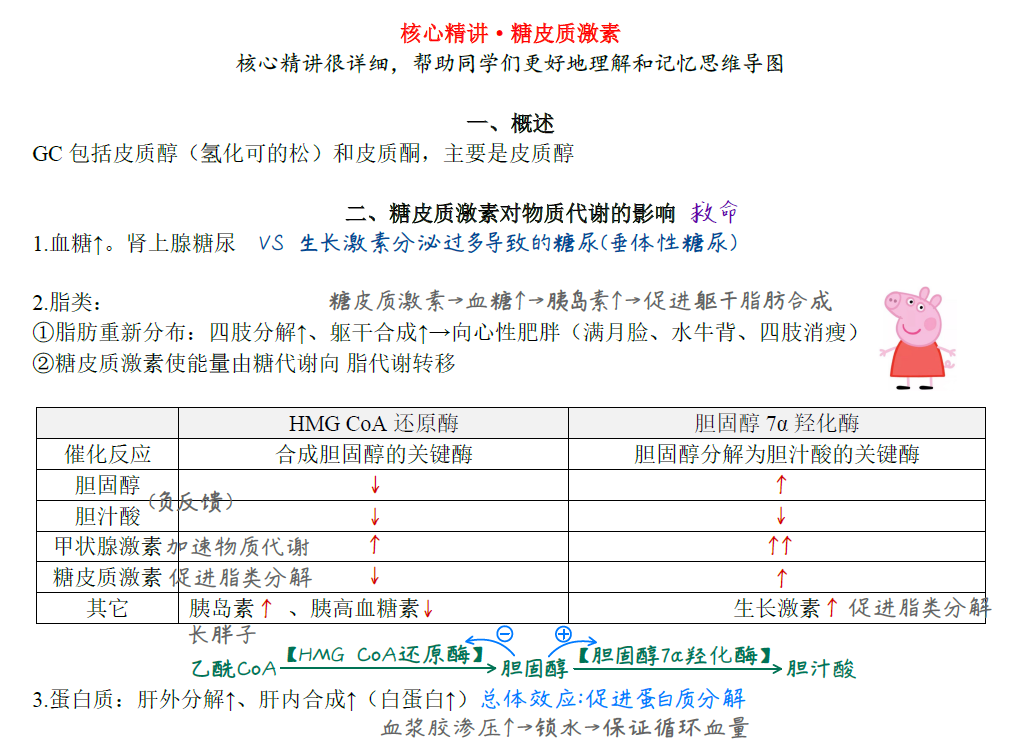 核心精讲·糖皮质激素
核心精讲很详细，帮助同学们更好地理解和记忆思维导图
一、概述
GC 包括皮质醇（氢化可的松）和皮质酮，主要是皮质醇
二、糖皮质激素对物质代谢的影响 救命
1.血糖↑。肾上腺糖尿 VS 生长激素分泌过多导致的糖尿(垂体性糖尿)
2.脂类： 糖皮质激素→血糖↑→胰岛素↑→促进躯干脂肪合成
①脂肪重新分布：四肢分解↑、躯干合成↑→向心性肥胖（满月脸、水牛背、四肢消瘦）
②糖皮质激素使能量由糖代谢向 脂代谢转移
HMG CoA 还原酶 胆固醇 7α 羟化酶
催化反应 合成胆固醇的关键酶 胆固醇分解为胆汁酸的关键酶
胆固醇 ↓ ↑
(负反馈)
胆汁酸 ↓ ↓
甲状腺激素 加速物质代谢 ↑ ↑↑
糖皮质激素 促进脂类分解 ↓ ↑
其它 胰岛素↑ 、胰高血糖素↓ 生长激素↑ 促进脂类分解
长胖子 ⊖ ⊕
乙酰CoA 【HMG CoA还原酶】 胆固醇 【胆固醇7α羟化酶】 胆汁酸
3.蛋白质：肝外分解↑、肝内合成↑（白蛋白↑）总体效应:促进蛋白质分解
血浆胶渗压↑→锁水→保证循环血量